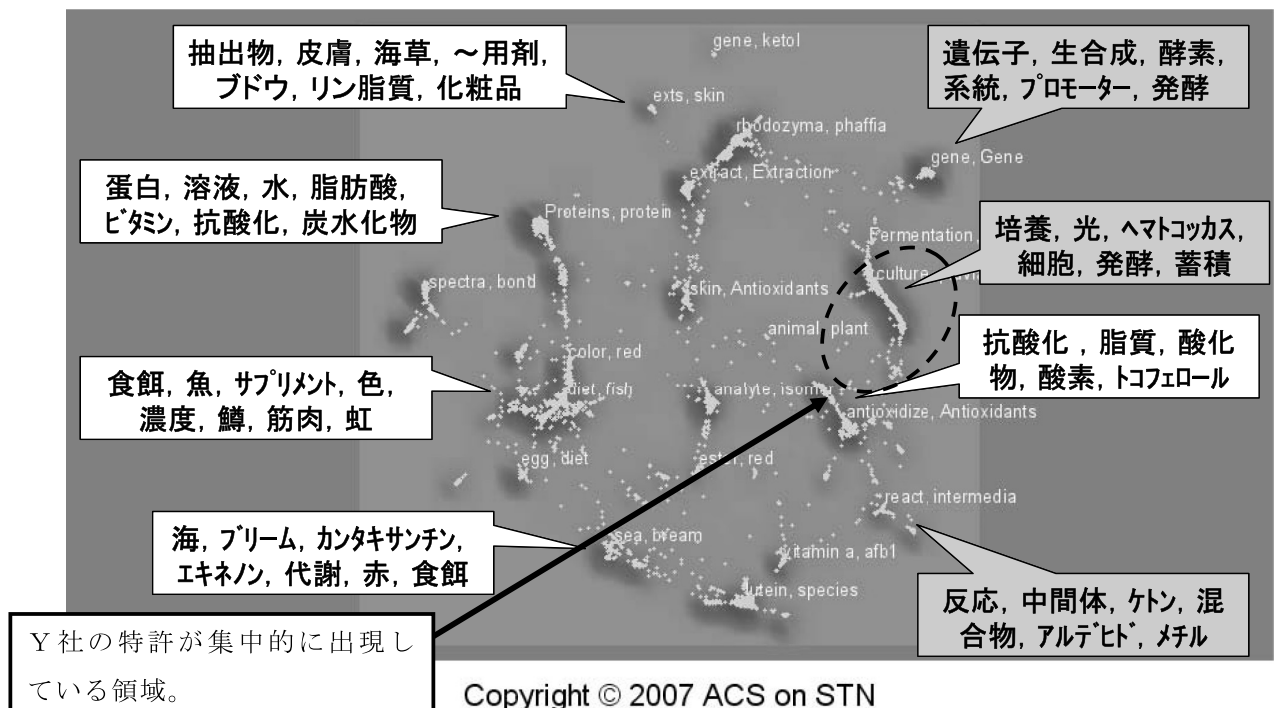 gene, ketol
抽出物, 皮膚, 海草, ～用剤,
ブドウ, リン脂質, 化粧品
遺伝子, 生合成, 酵素,
系統, プロモーター, 発酵
exts, skin
rhodozyma, phaffia
gene, Gene
extract, Extraction
蛋白, 溶液, 水, 脂肪酸,
ビタミン, 抗酸化, 炭水化物
Proteins, protein
Fermentation,
培養, 光, ヘマトコッカス,
細胞, 発酵, 蓄積
culture
spectra, bond
skin, Antioxidants
animal, plant
抗酸化 , 脂質, 酸化
物, 酸素, トコフェロール
color, red
食餌, 魚, サプリメント, 色,
濃度, 鱒, 筋肉, 虹
diet, fish
analyte, isome
antioxidize, Antioxidants
egg, diet
ester, red
react, intermedia
海, ブリーム, カンタキサンチン,
エキネノン, 代謝, 赤, 食餌
sea, bream
vitamin a, afb1
lutein, species
反応, 中間体, ケトン, 混
合物, アルデヒド, メチル
Y社の特許が集中的に出現し
ている領域。
Copyright © 2007 ACS on STN